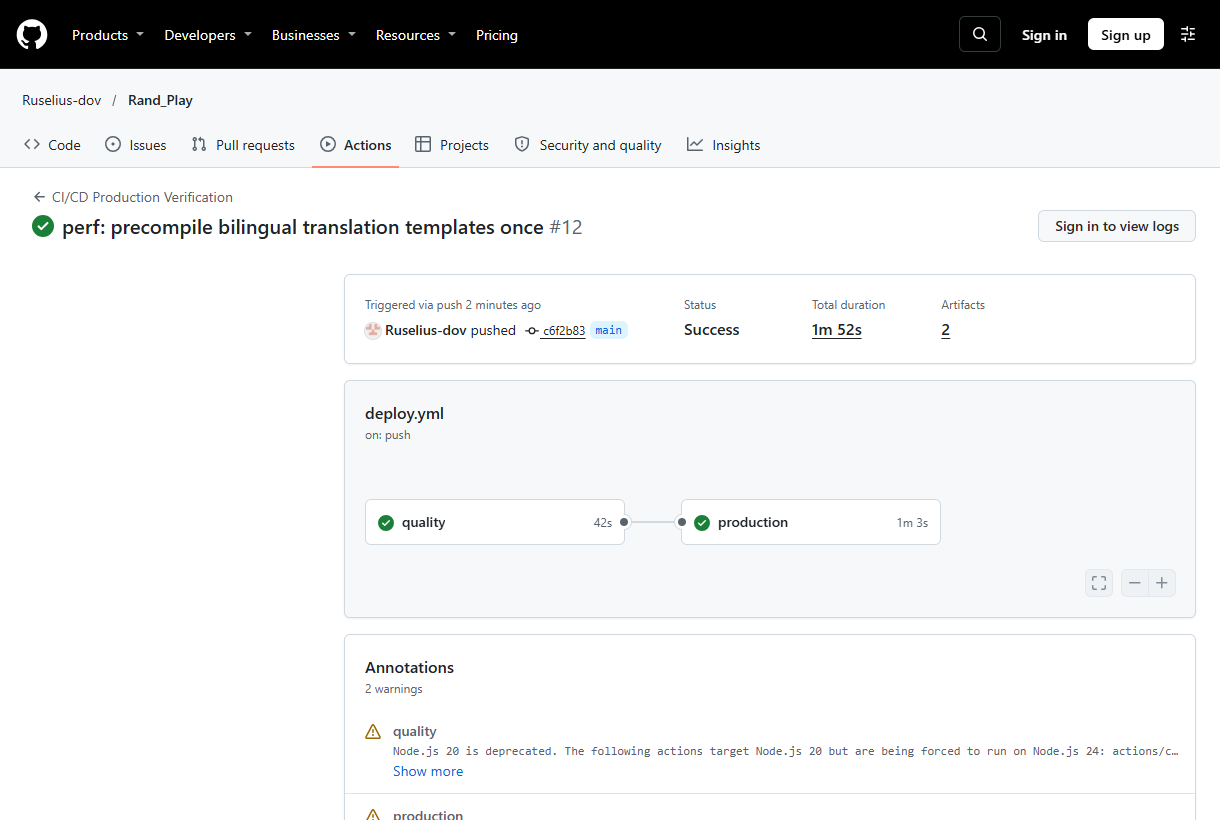 Products Developers Businesses Resources Pricing Sign in Sign up
Ruselius-dov / Rand_Play
Code Issues Pull requests Actions Projects Security and quality Insights
← CI/CD Production Verification
perf: precompile bilingual translation templates once #12
Sign in to view logs
Triggered via push 2 minutes ago
Ruselius-dov pushed c6f2b83 main
Status
Success
Total duration
1m 52s
Artifacts
2
deploy.yml
on: push
quality 42s
production 1m 3s
Annotations
2 warnings
quality
Node.js 20 is deprecated. The following actions target Node.js 20 but are being forced to run on Node.js 24: actions/c…
Show more
production